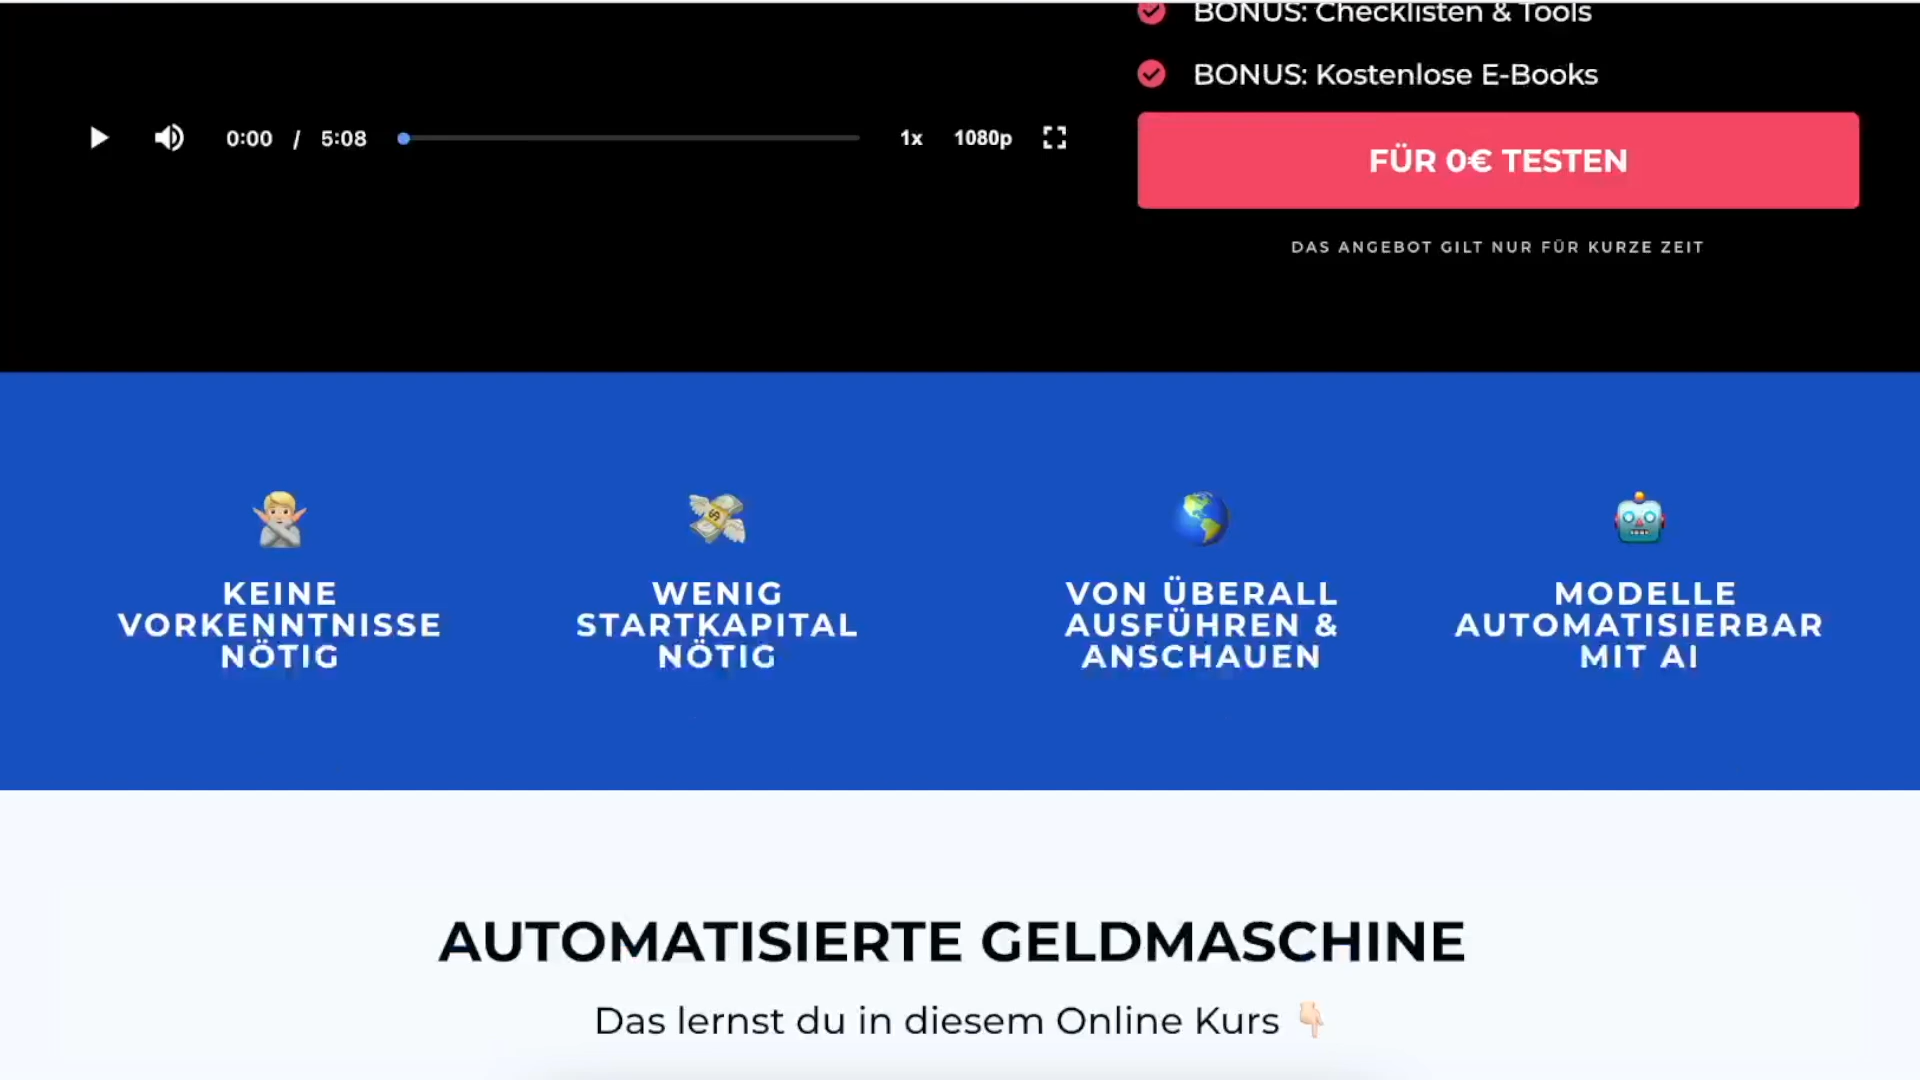 BONUS: Checklisten & Tools
BONUS: Kostenlose E-Books
0:00 / 5:08 1x 1080p
FÜR 0€ TESTEN
DAS ANGEBOT GILT NUR FÜR KURZE ZEIT
KEINE
VORKENNTNISSE
NÖTIG
WENIG
STARTKAPITAL
NÖTIG
VON ÜBERALL
AUSFÜHREN &
ANSCHAUEN
MODELLE
AUTOMATISIERBAR
MIT AI
AUTOMATISIERTE GELDMASCHINE
Das lernst du in diesem Online Kurs 👇🏻